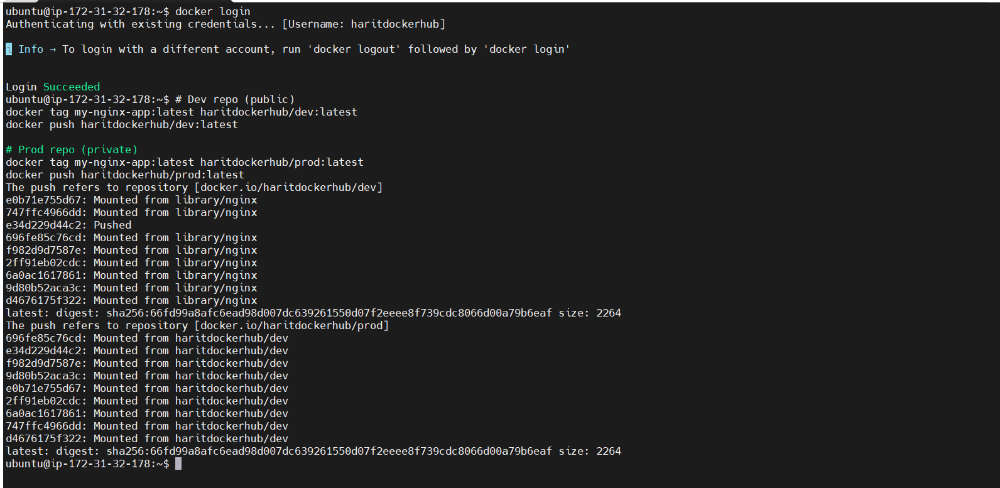 ubuntu@ip-172-31-32-178:~$ docker login
Authenticating with existing credentials... [Username: haritdockerhub]
i Info → To login with a different account, run 'docker logout' followed by 'docker login'
Login Succeeded
ubuntu@ip-172-31-32-178:~$ # Dev repo (public)
docker tag my-nginx-app:latest haritdockerhub/dev:latest
docker push haritdockerhub/dev:latest
# Prod repo (private)
docker tag my-nginx-app:latest haritdockerhub/prod:latest
docker push haritdockerhub/prod:latest
The push refers to repository [docker.io/haritdockerhub/dev]
e0b71e755d67: Mounted from library/nginx
747ffc4966dd: Mounted from library/nginx
e34d229d44c2: Pushed
696fe85c76cd: Mounted from library/nginx
f982d9d7587e: Mounted from library/nginx
2ff91eb02cdc: Mounted from library/nginx
6a0ac1617861: Mounted from library/nginx
9d80b52aca3c: Mounted from library/nginx
d4676175f322: Mounted from library/nginx
latest: digest: sha256:66fd99a8afc6ead98d007dc639261550d07f2eeee8f739cdc8066d00a79b6eaf size: 2264
The push refers to repository [docker.io/haritdockerhub/prod]
696fe85c76cd: Mounted from haritdockerhub/dev
e34d229d44c2: Mounted from haritdockerhub/dev
f982d9d7587e: Mounted from haritdockerhub/dev
9d80b52aca3c: Mounted from haritdockerhub/dev
e0b71e755d67: Mounted from haritdockerhub/dev
2ff91eb02cdc: Mounted from haritdockerhub/dev
6a0ac1617861: Mounted from haritdockerhub/dev
747ffc4966dd: Mounted from haritdockerhub/dev
d4676175f322: Mounted from haritdockerhub/dev
latest: digest: sha256:66fd99a8afc6ead98d007dc639261550d07f2eeee8f739cdc8066d00a79b6eaf size: 2264
ubuntu@ip-172-31-32-178:~$